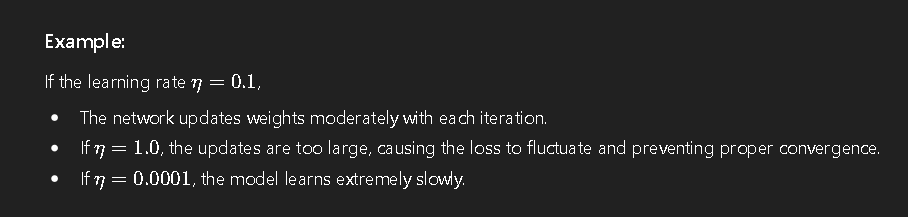 Example:
If the learning rate η = 0.1,
• The network updates weights moderately with each iteration.
• If η = 1.0, the updates are too large, causing the loss to fluctuate and preventing proper convergence.
• If η = 0.0001, the model learns extremely slowly.